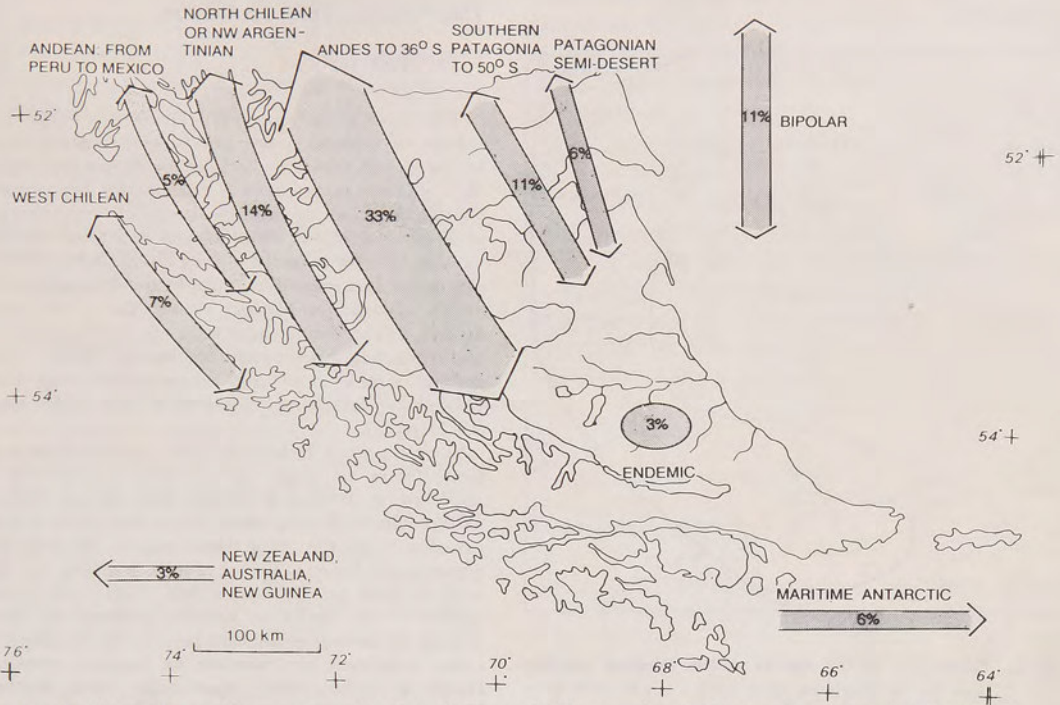 NORTH CHILEAN
OR NW ARGEN-
TINIAN
ANDEAN: FROM
PERU TO MEXICO
ANDES TO 36° S
SOUTHERN
PATAGONIA
TO 50° S
PATAGONIAN
SEMI-DESERT
52°
11%
BIPOLAR
52°
6%
5%
11%
WEST CHILEAN
14%
33%
7%
54°
3%
54°
ENDEMIC
3%
NEW ZEALAND,
AUSTRALIA,
NEW GUINEA
MARITIME ANTARCTIC
6%
100 km
76°
74°
72°
70°
68°
66°
64°